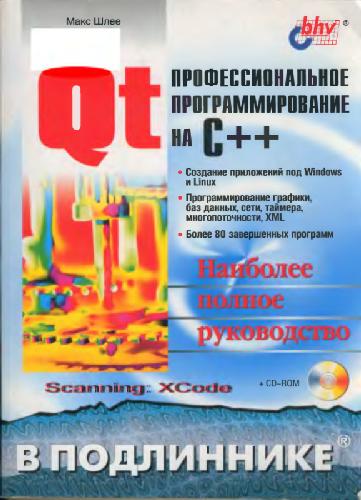 Макс Шлее
bhv®
Qt
ПРОФЕССИОНАЛЬНОЕ
ПРОГРАММИРОВАНИЕ
НА C++
• Создание приложений под Windows
и Linux
• Программирование графики,
баз данных, сети, таймера,
многопоточности, XML
• Более 80 завершенных программ
Наиболее
полное
руководство
Scanning: XCode
+ CD-ROM
В ПОДЛИННИКЕ®